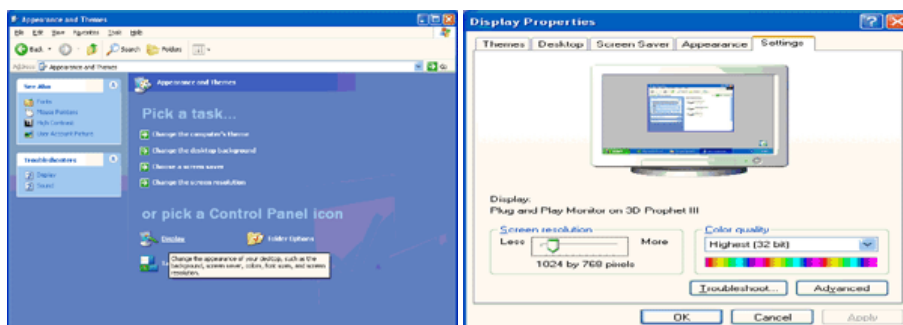 Appearance and Themes
File Edit View Favorites Tools Help
Back Search Folders
Address Appearance and Themes
See Also
Fonts
Mouse Pointers
High Contrast
User Account Picture
Troubleshooters
Display
Sound
Appearance and Themes
Pick a task...
Change the computer's theme
Change the desktop background
Choose a screen saver
Change the screen resolution
or pick a Control Panel icon
Display Folder Options
Change the appearance of your desktop, such as the
background, screen saver, colors, font sizes, and screen
resolution.
Display Properties
Themes Desktop Screen Saver Appearance Settings
Display:
Plug and Play Monitor on 3D Prophet III
Screen resolution
Less More
1024 by 768 pixels
Color quality
Highest (32 bit)
Troubleshoot... Advanced
OK Cancel Apply